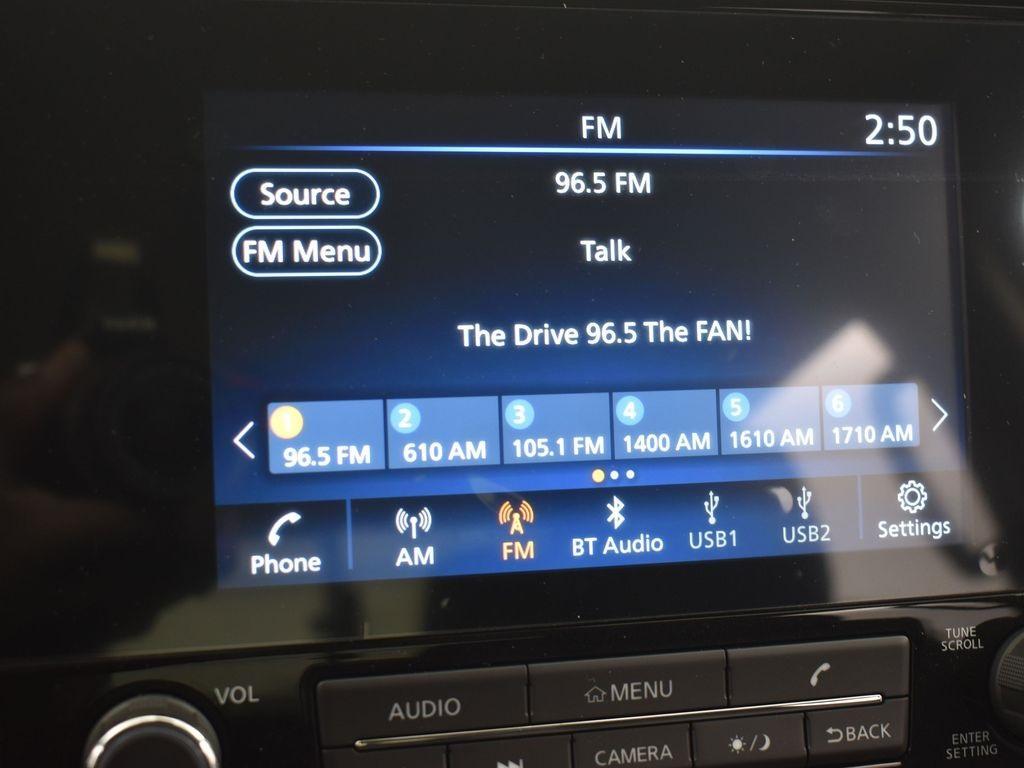 FM
2:50
Source
96.5 FM
FM Menu
Talk
The Drive 96.5 The FAN!
1 2 3 4 5 6
96.5 FM 610 AM 105.1 FM 1400 AM 1610 AM 1710 AM
Phone AM FM BT Audio USB1 USB2 Settings
VOL
TUNE
SCROLL
AUDIO MENU
CAMERA BACK
ENTER
SETTING